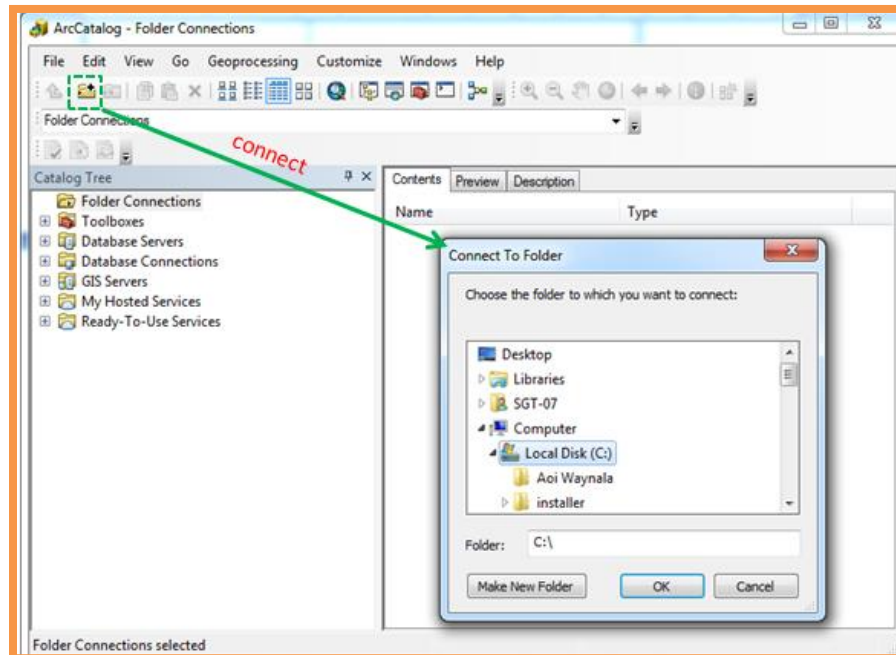 ArcCatalog - Folder Connections
File Edit View Go Geoprocessing Customize Windows Help
Folder Connections
connect
Catalog Tree
Folder Connections
Toolboxes
Database Servers
Database Connections
GIS Servers
My Hosted Services
Ready-To-Use Services
Contents Preview Description
Name Type
Connect To Folder
Choose the folder to which you want to connect:
Desktop
Libraries
SGT-07
Computer
Local Disk (C:)
Aoi Waynala
installer
Folder: C:\
Make New Folder OK Cancel
Folder Connections selected